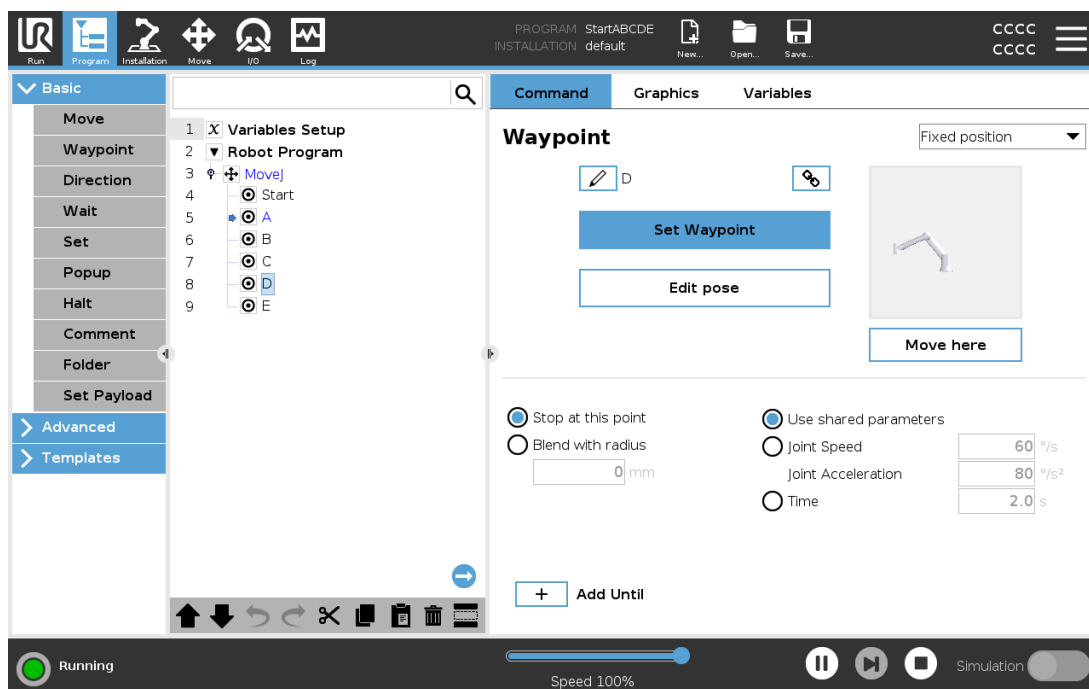 PROGRAM StartABCDE
INSTALLATION default
CCCC
CCCC
UR
Run
Program
Installation
Move
I/O
Log
New...
Open...
Save...
Basic
Move
Waypoint
Direction
Wait
Set
Popup
Halt
Comment
Folder
Set Payload
Advanced
Templates
1 X Variables Setup
2 Robot Program
3 MoveJ
4 Start
5 A
6 B
7 C
8 D
9 E
Command Graphics Variables
Waypoint
Fixed position
D
Set Waypoint
Edit pose
Move here
Stop at this point
Blend with radius
0 mm
Use shared parameters
Joint Speed 60 °/s
Joint Acceleration 80 °/s²
Time 2.0 s
+ Add Until
Running
Speed 100%
Simulation